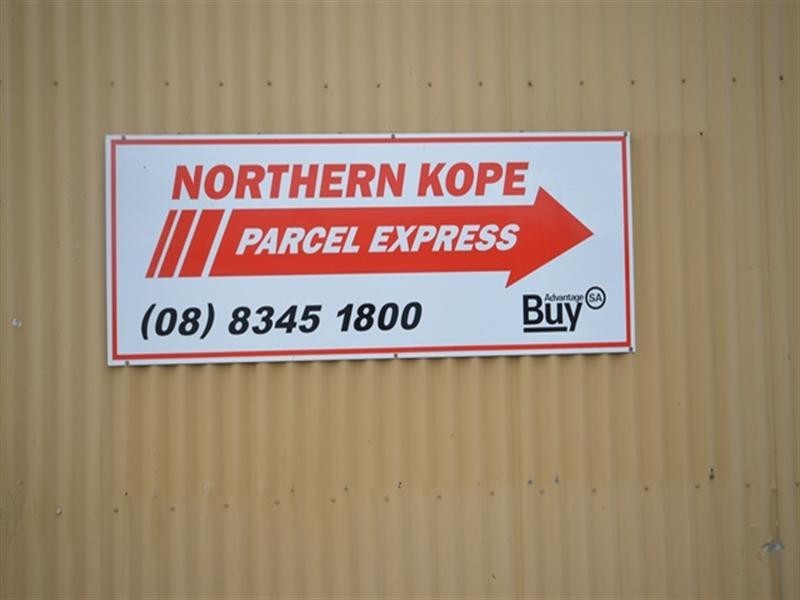 NORTHERN KOPE
PARCEL EXPRESS
(08) 8345 1800
Advantage
Buy SA